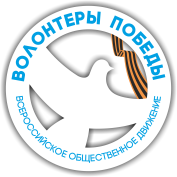 ВОЛОНТЕРЫ ПОБЕДЫ
ВСЕРОССИЙСКОЕ ОБЩЕСТВЕННОЕ ДВИЖЕНИЕ